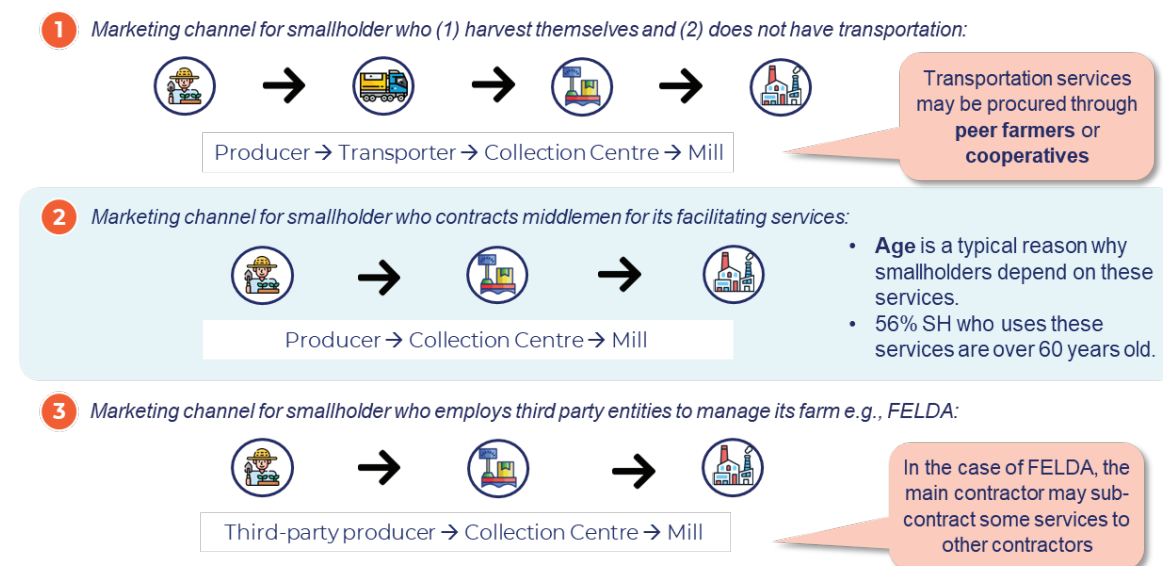 1 Marketing channel for smallholder who (1) harvest themselves and (2) does not have transportation:
Producer → Transporter → Collection Centre → Mill
Transportation services
may be procured through
peer farmers or
cooperatives
2 Marketing channel for smallholder who contracts middlemen for its facilitating services:
Producer → Collection Centre → Mill
• Age is a typical reason why
smallholders depend on these
services.
• 56% SH who uses these
services are over 60 years old.
3 Marketing channel for smallholder who employs third party entities to manage its farm e.g., FELDA:
Third-party producer → Collection Centre → Mill
In the case of FELDA, the
main contractor may sub-
contract some services to
other contractors